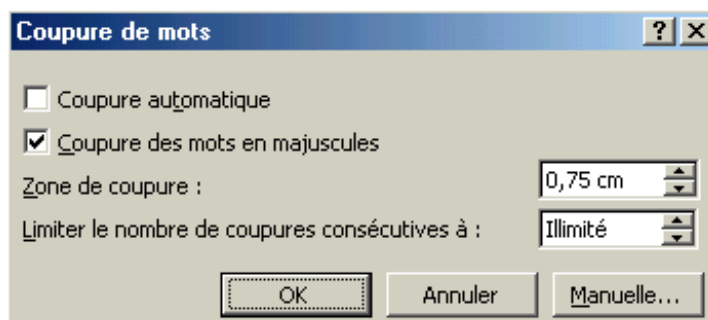 Coupure de mots
Coupure automatique
Coupure des mots en majuscules
Zone de coupure : 0,75 cm
Limiter le nombre de coupures consécutives à : Illimité
OK Annuler Manuelle...